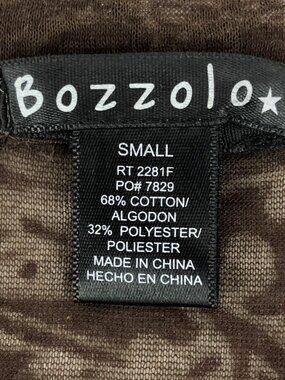 Bozzolo★
SMALL
RT 2281F
PO# 7829
68% COTTON/
ALGODON
32% POLYESTER/
POLIESTER
MADE IN CHINA
HECHO EN CHINA